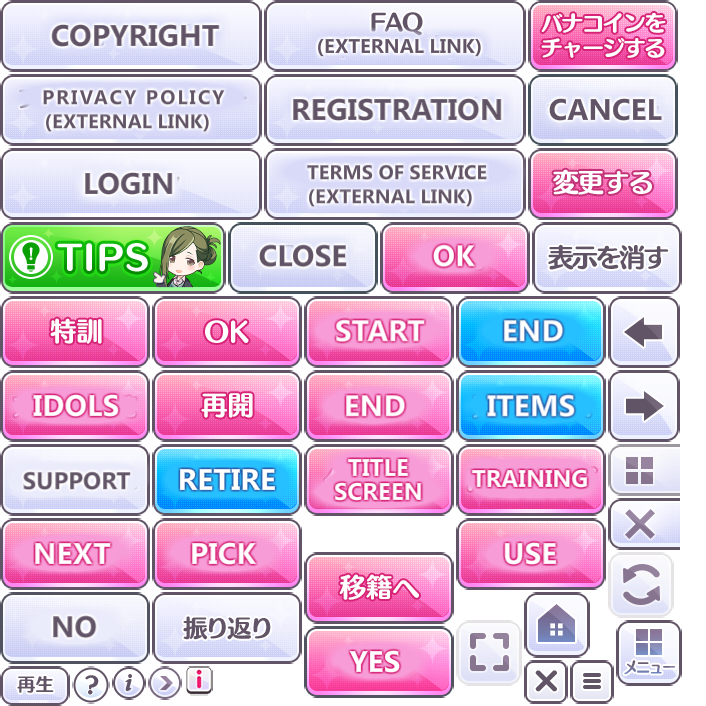 COPYRIGHT
FAQ
(EXTERNAL LINK)
バナコインを
チャージする
PRIVACY POLICY
(EXTERNAL LINK)
REGISTRATION
CANCEL
LOGIN
TERMS OF SERVICE
(EXTERNAL LINK)
変更する
TIPS
CLOSE
OK
表示を消す
特訓
OK
START
END
IDOLS
再開
END
ITEMS
SUPPORT
RETIRE
TITLE
SCREEN
TRAINING
NEXT
PICK
USE
移籍へ
NO
振り返り
YES
メニュー
再生
?
i
i